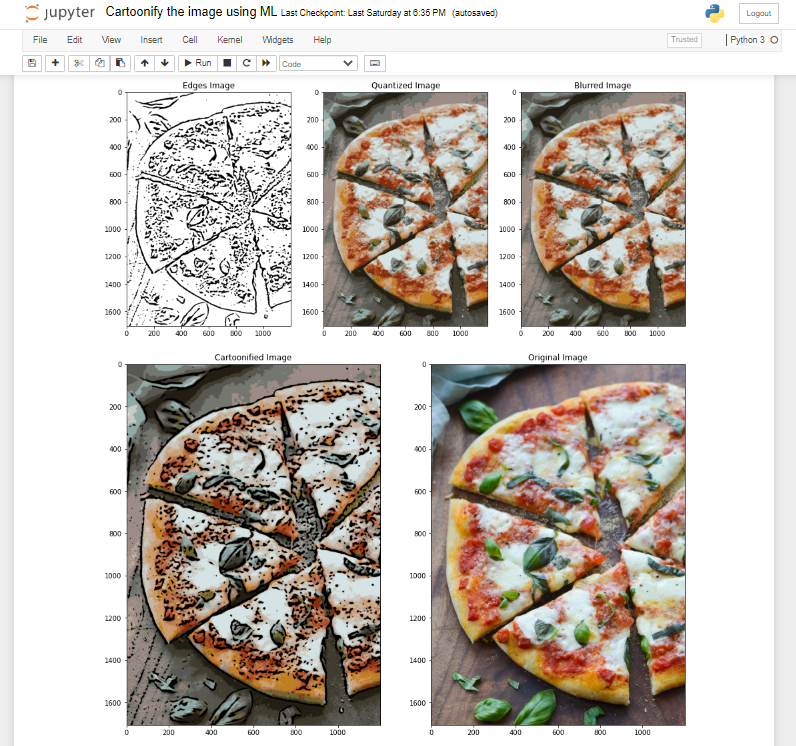 jupyter Cartoonify the image using ML Last Checkpoint: Last Saturday at 6:35 PM (autosaved)
Logout
File Edit View Insert Cell Kernel Widgets Help
Trusted
Python 3
Run
Code
Edges Image
Quantized Image
Blurred Image
0 0 0
200 200 200
400 400 400
600 600 600
800 800 800
1000 1000 1000
1200 1200 1200
1400 1400 1400
1600 1600 1600
0 200 400 600 800 1000
0 200 400 600 800 1000
0 200 400 600 800 1000
Cartoonified Image
Original Image
0 0
200 200
400 400
600 600
800 800
1000 1000
1200 1200
1400 1400
1600 1600
0 200 400 600 800 1000
0 200 400 600 800 1000